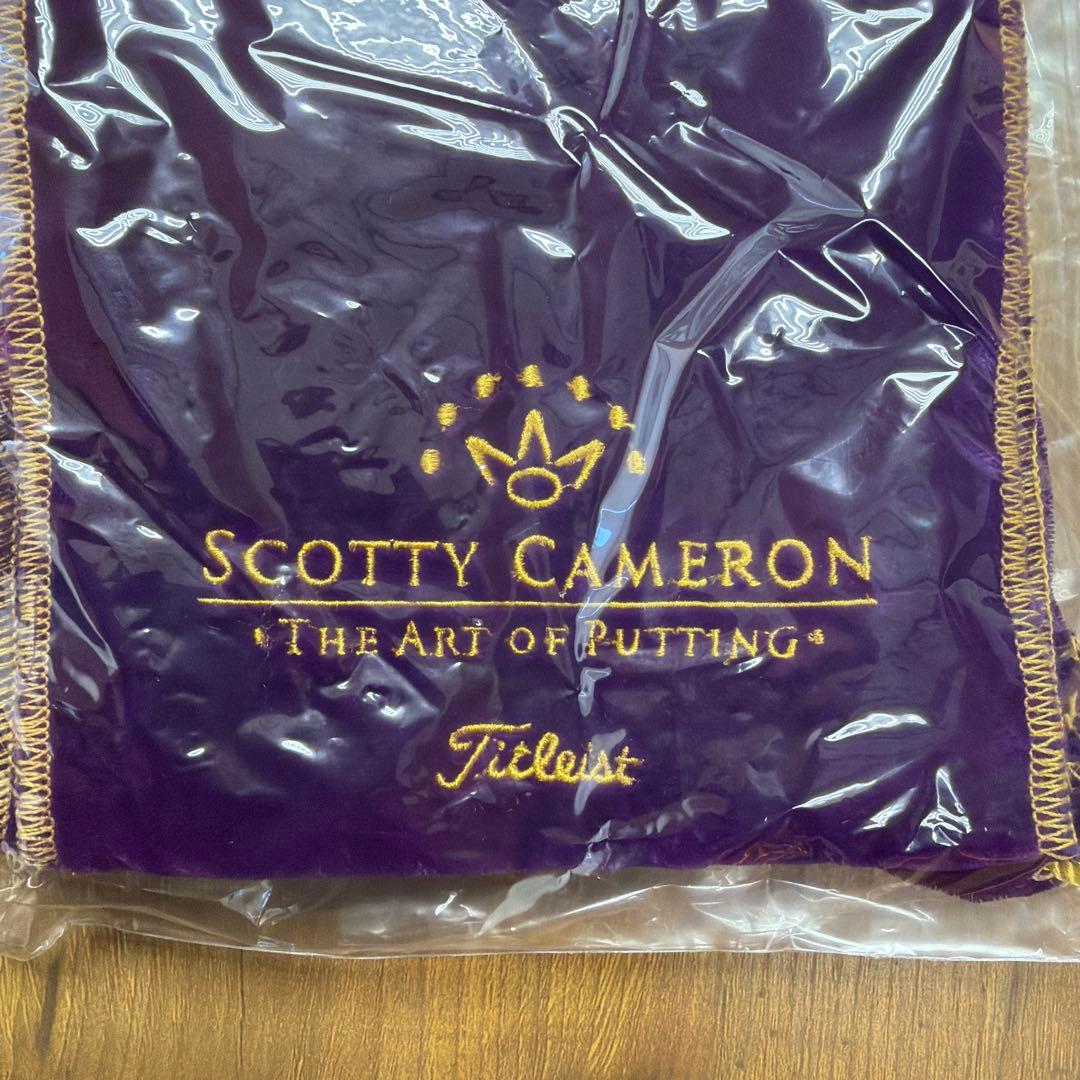 SCOTTY CAMERON
THE ART OF PUTTING
Titleist